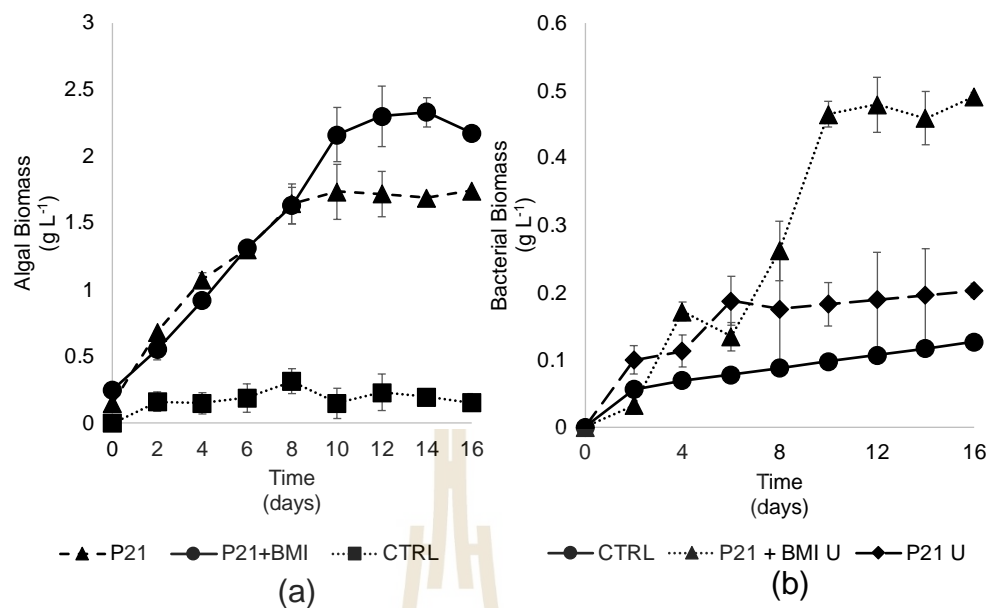 3
2.5
2
1.5
1
0.5
0
Algal Biomass
(g L-1)
0 2 4 6 8 10 12 14 16
Time
(days)
P21 P21+BMI CTRL
(a)
0.6
0.5
0.4
0.3
0.2
0.1
0
Bacterial Biomass
(g L-1)
0 4 8 12 16
Time
(days)
CTRL P21 + BMI U P21 U
(b)